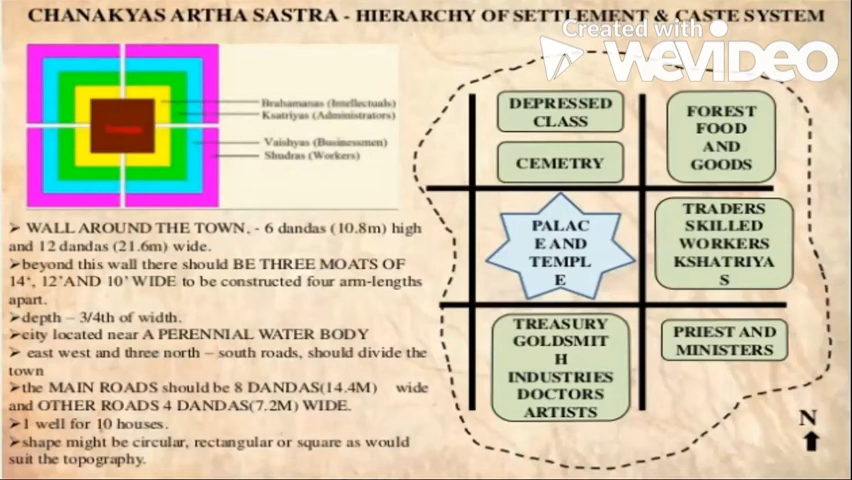 CHANAKYAS ARTHA SASTRA - HIERARCHY OF SETTLEMENT & CASTE SYSTEM
Created with
WEVIDEO
Brahamanas (Intellectuals)
Ksatriyas (Administrators)
Vaishyas (Businessmen)
Shudras (Workers)
➤ WALL AROUND THE TOWN, - 6 dandas (10.8m) high
and 12 dandas (21.6m) wide.
➤beyond this wall there should BE THREE MOATS OF
14', 12'AND 10' WIDE to be constructed four arm-lengths
apart.
➤depth – 3/4th of width.
➤city located near A PERENNIAL WATER BODY
➤ east west and three north – south roads, should divide the
town
➤the MAIN ROADS should be 8 DANDAS(14.4M) wide
and OTHER ROADS 4 DANDAS(7.2M) WIDE.
➤1 well for 10 houses.
➤shape might be circular, rectangular or square as would
suit the topography.
DEPRESSED
CLASS
CEMETRY
FOREST
FOOD
AND
GOODS
PALAC
E AND
TEMPL
E
TRADERS
SKILLED
WORKERS
KSHATRIYA
S
TREASURY
GOLDSMIT
H
INDUSTRIES
DOCTORS
ARTISTS
PRIEST AND
MINISTERS
N